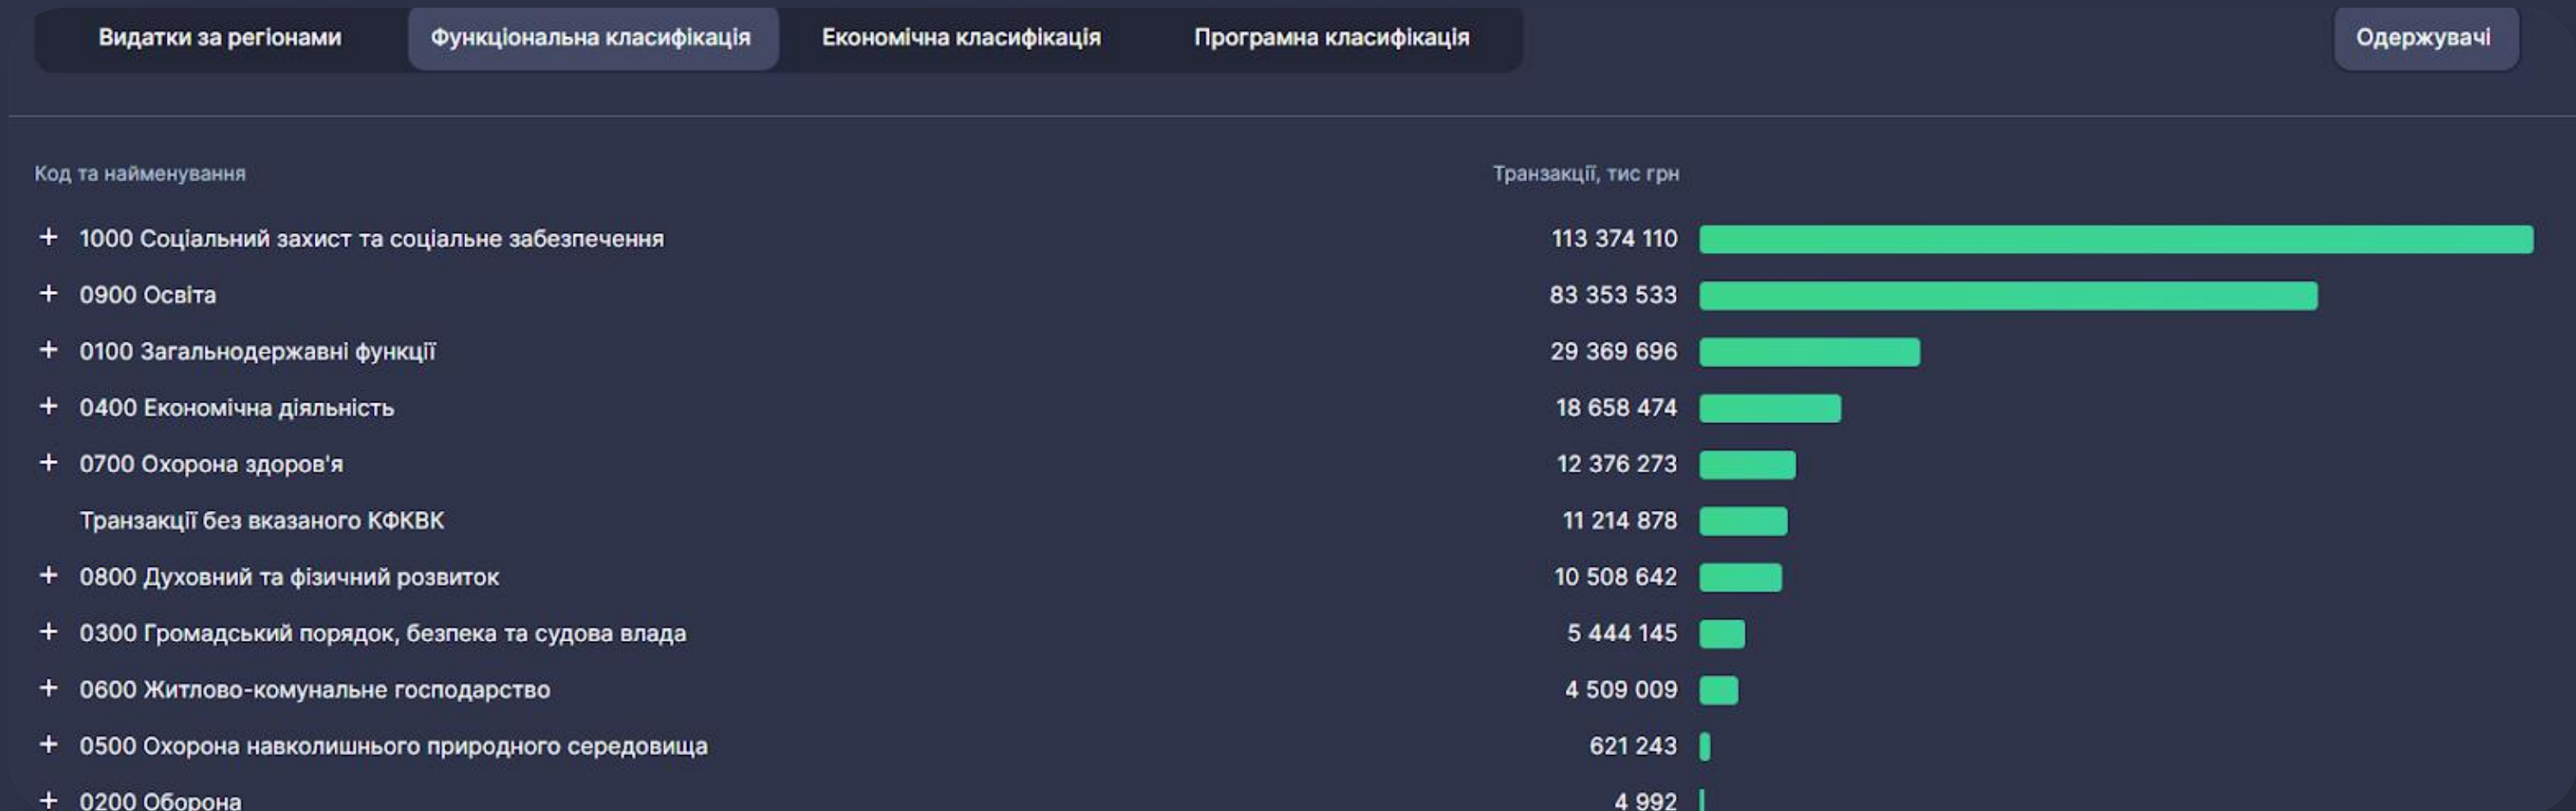 Видатки за регіонами Функціональна класифікація Економічна класифікація Програмна класифікація Одержувачі
Код та найменування Транзакції, тис грн
+ 1000 Соціальний захист та соціальне забезпечення 113 374 110
+ 0900 Освіта 83 353 533
+ 0100 Загальнодержавні функції 29 369 696
+ 0400 Економічна діяльність 18 658 474
+ 0700 Охорона здоров'я 12 376 273
Транзакції без вказаного КФКВК 11 214 878
+ 0800 Духовний та фізичний розвиток 10 508 642
+ 0300 Громадський порядок, безпека та судова влада 5 444 145
+ 0600 Житлово-комунальне господарство 4 509 009
+ 0500 Охорона навколишнього природного середовища 621 243
+ 0200 Оборона 4 992